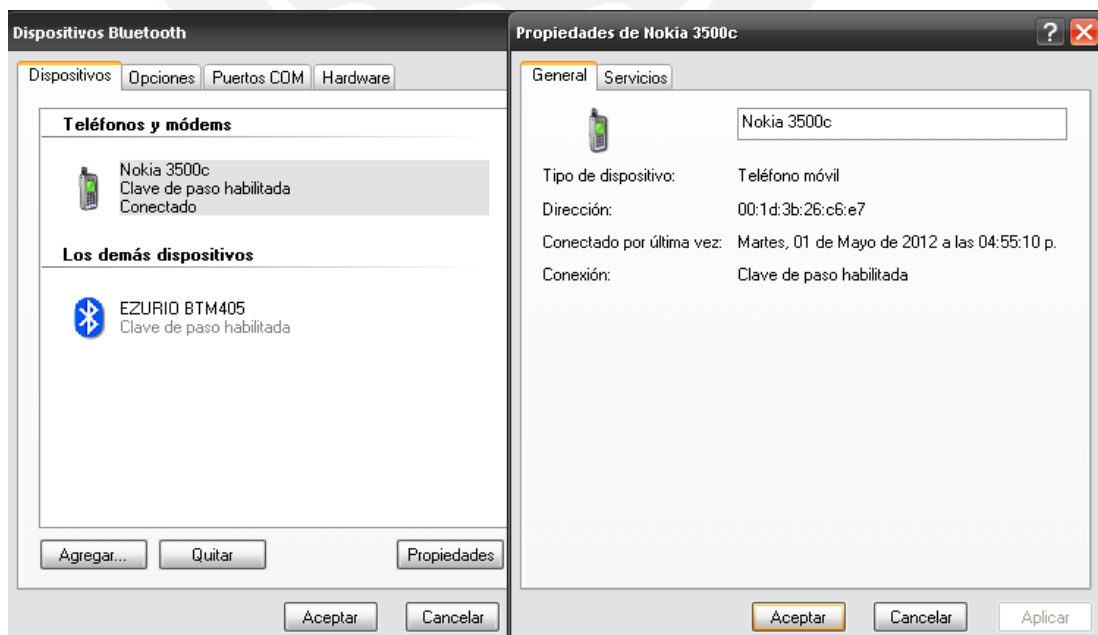 Dispositivos Bluetooth
Dispositivos Opciones Puertos COM Hardware
Teléfonos y módems
Nokia 3500c
Clave de paso habilitada
Conectado
Los demás dispositivos
EZURIO BTM405
Clave de paso habilitada
Agregar... Quitar Propiedades
Aceptar Cancelar
Propiedades de Nokia 3500c ?
General Servicios
Nokia 3500c
Tipo de dispositivo: Teléfono móvil
Dirección: 00:1d:3b:26:c6:e7
Conectado por última vez: Martes, 01 de Mayo de 2012 a las 04:55:10 p.
Conexión: Clave de paso habilitada
Aceptar Cancelar Aplicar